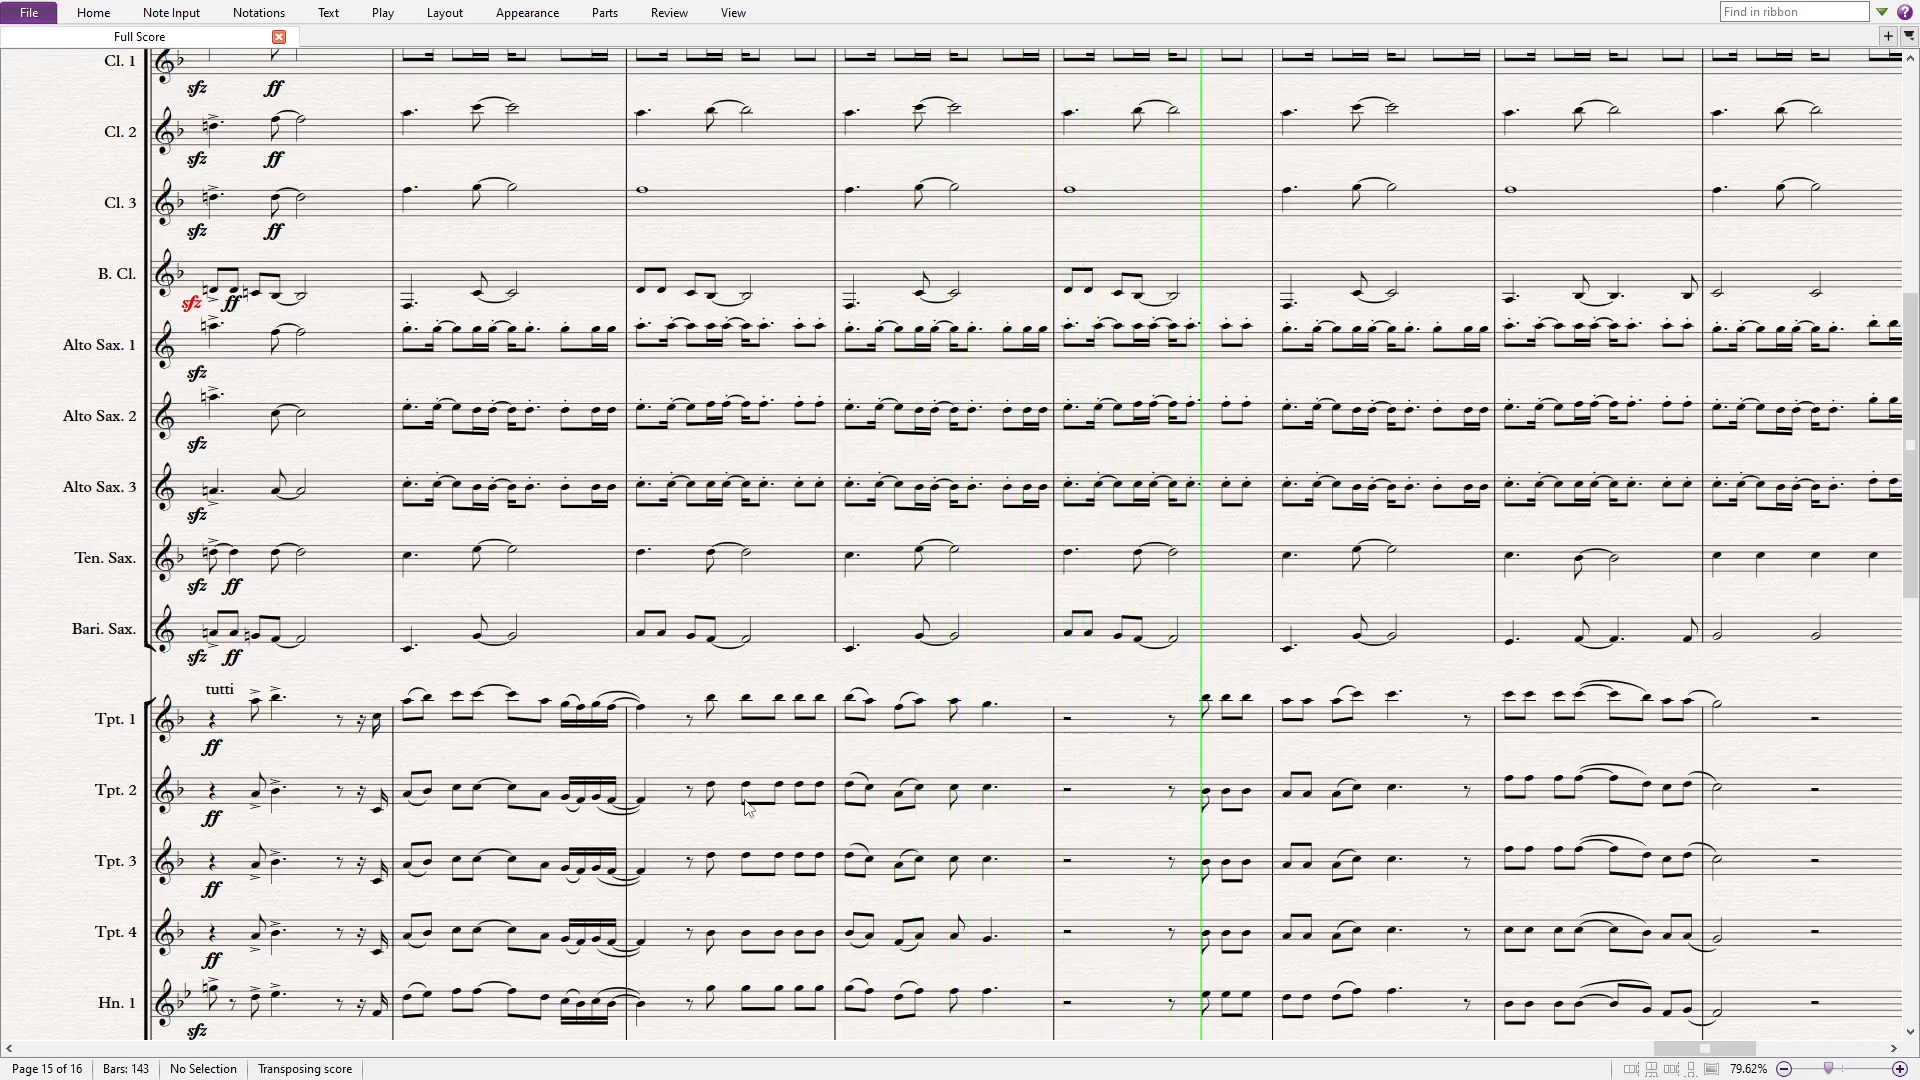 File Home Note Input Notations Text Play Layout Appearance Parts Review View Find in ribbon ?
Full Score
Cl. 1
sfz ff
Cl. 2
sfz ff
Cl. 3
sfz ff
B. Cl.
sfz ff
Alto Sax. 1
sfz
Alto Sax. 2
sfz
Alto Sax. 3
sfz
Ten. Sax.
sfz ff
Bari. Sax.
sfz ff
tutti
Tpt. 1
ff
Tpt. 2
ff
Tpt. 3
ff
Tpt. 4
ff
Hn. 1
sfz
Page 15 of 16 Bars: 143 No Selection Transposing score 79.62%